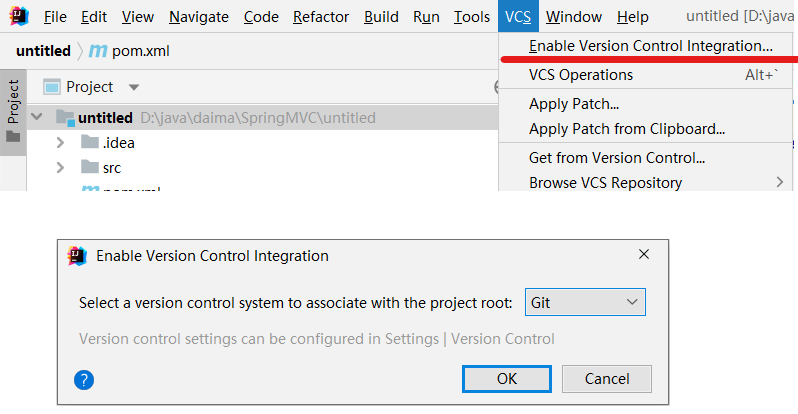 File Edit View Navigate Code Refactor Build Run Tools VCS Window Help untitled [D:\java
untitled pom.xml
Enable Version Control Integration...
Project
Project
VCS Operations Alt+`
untitled D:\java\daima\SpringMVC\untitled
Apply Patch...
.idea
Apply Patch from Clipboard...
src
Get from Version Control...
pom.xml
Browse VCS Repository
Enable Version Control Integration
Select a version control system to associate with the project root: Git
Version control settings can be configured in Settings | Version Control
?
OK Cancel